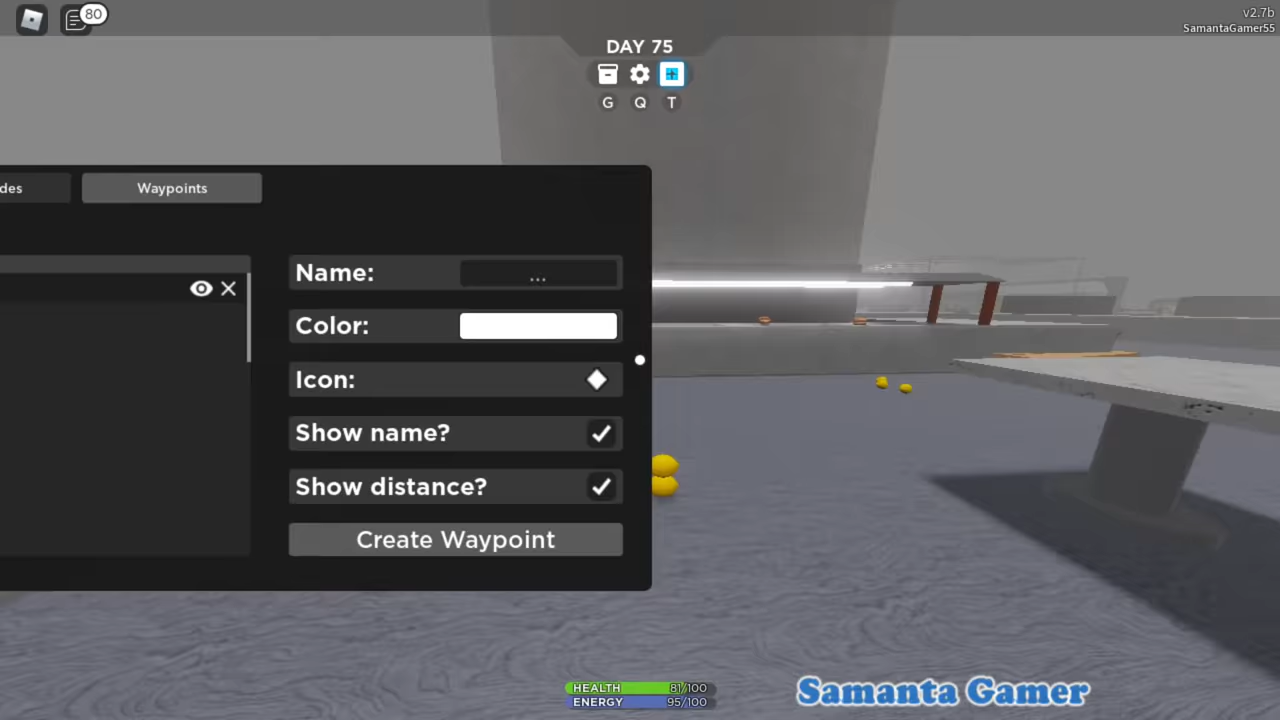 80
v2.7b
SamantaGamer55
DAY 75
G Q T
des
Waypoints
Name: ...
Color:
Icon:
Show name?
Show distance?
Create Waypoint
HEALTH 81/100
ENERGY 95/100
Samanta Gamer